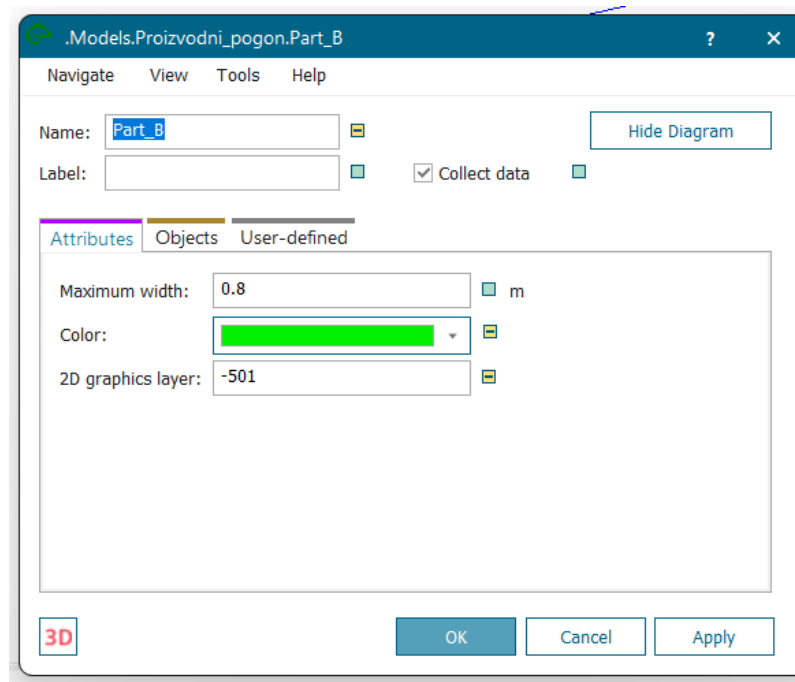 .Models.Proizvodni_pogon.Part_B ? ×
Navigate View Tools Help
Name: Part_B Hide Diagram
Label: Collect data
Attributes Objects User-defined
Maximum width: 0.8 m
Color:
2D graphics layer: -501
3D OK Cancel Apply